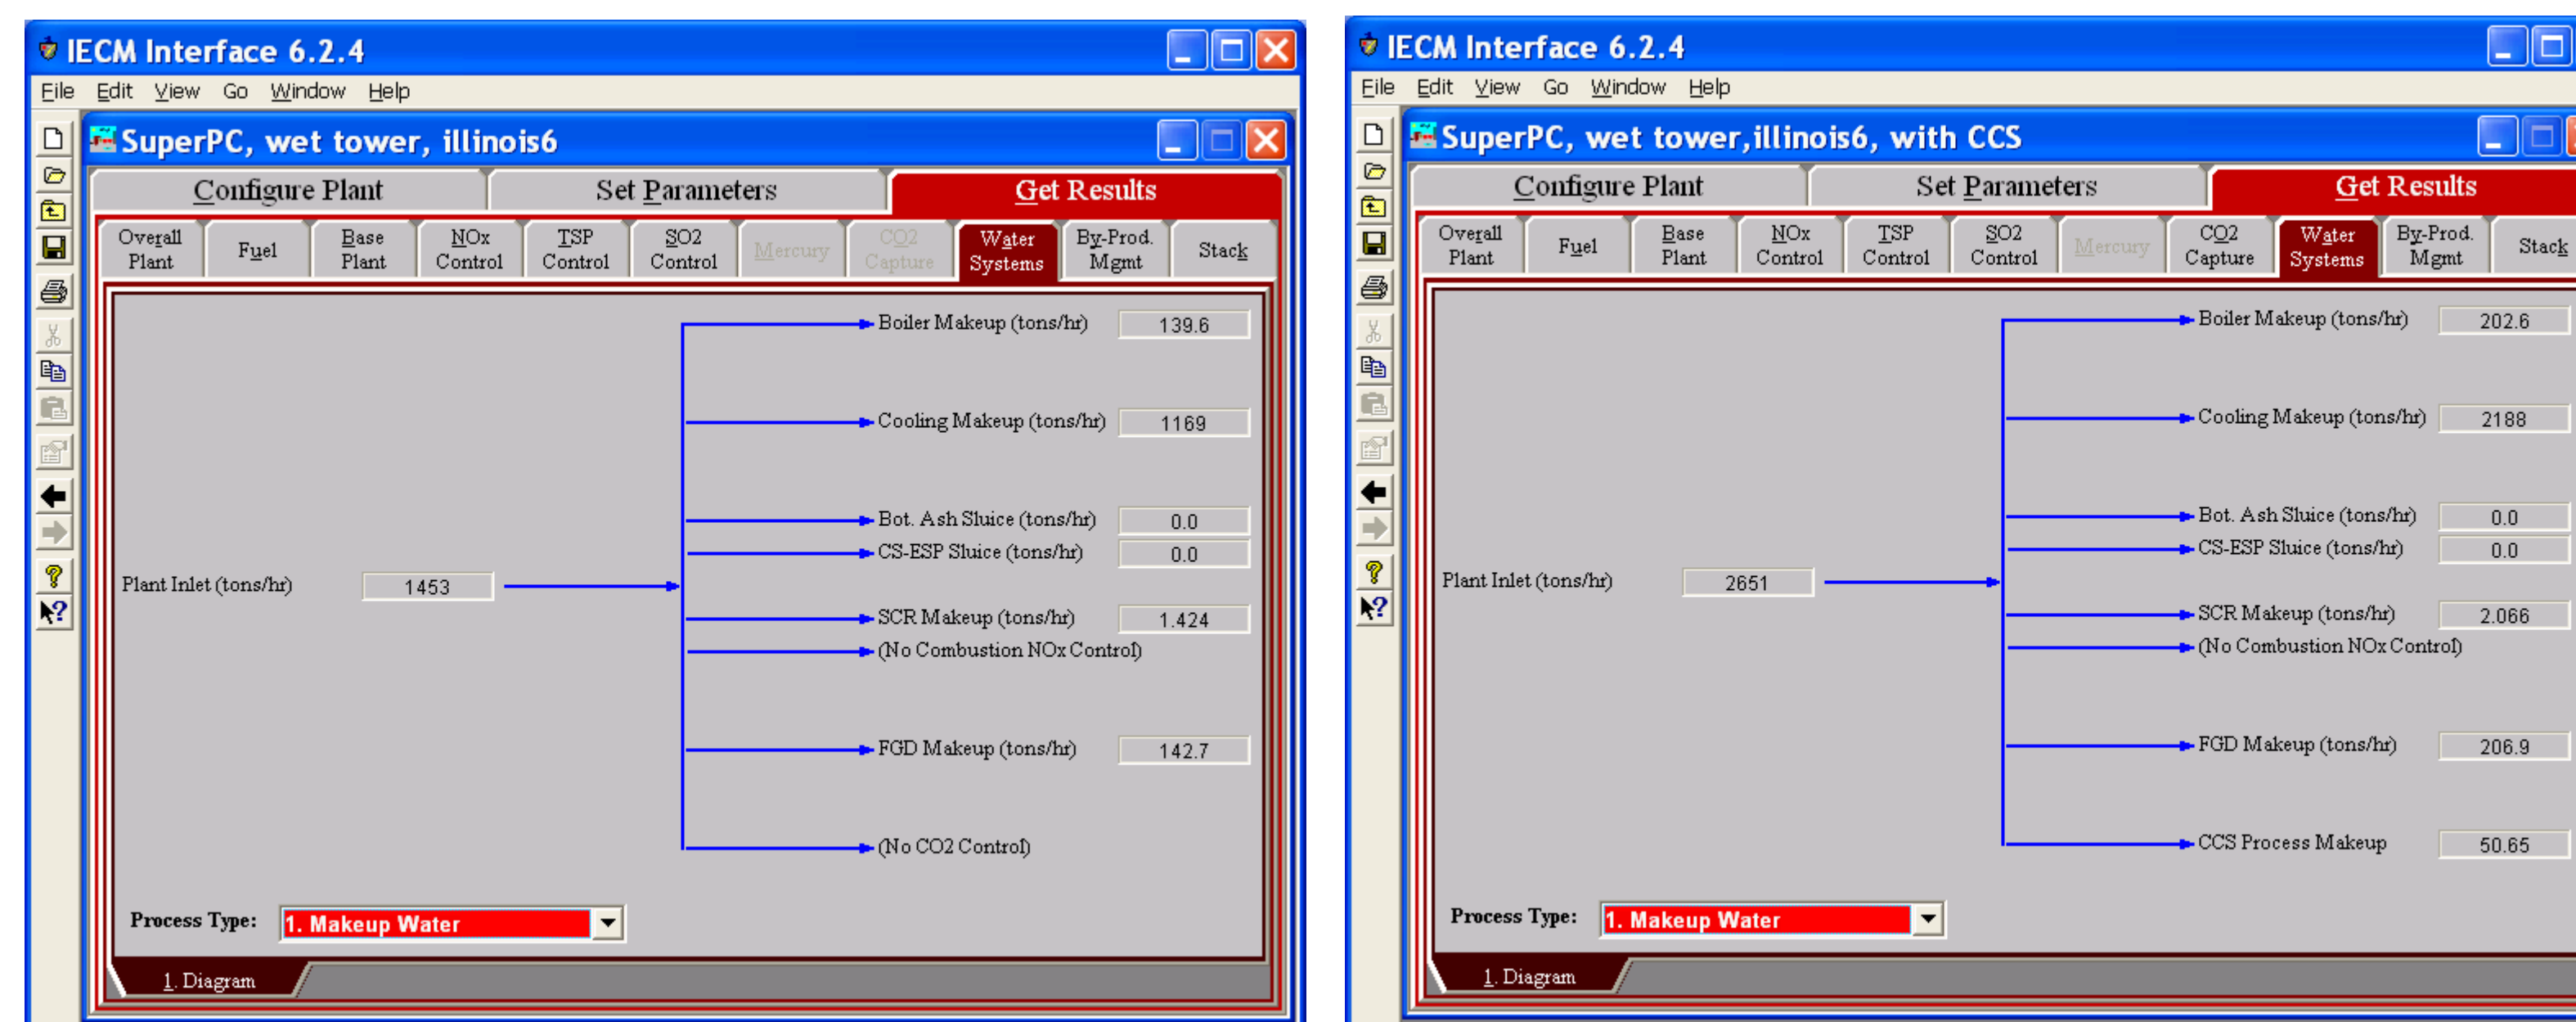 IECM Interface 6.2.4
File Edit View Go Window Help
SuperPC, wet tower, illinois6
Configure Plant Set Parameters Get Results
Overall Plant Fuel Base Plant NOx Control TSP Control SO2 Control Mercury CO2 Capture Water Systems By-Prod. Mgmt Stack
Boiler Makeup (tons/hr) 139.6
Cooling Makeup (tons/hr) 1169
Bot. Ash Sluice (tons/hr) 0.0
CS-ESP Sluice (tons/hr) 0.0
Plant Inlet (tons/hr) 1453
SCR Makeup (tons/hr) 1.424
(No Combustion NOx Control)
FGD Makeup (tons/hr) 142.7
(No CO2 Control)
Process Type: 1. Makeup Water
1. Diagram
IECM Interface 6.2.4
File Edit View Go Window Help
SuperPC, wet tower,illinois6, with CCS
Configure Plant Set Parameters Get Results
Overall Plant Fuel Base Plant NOx Control TSP Control SO2 Control Mercury CO2 Capture Water Systems By-Prod. Mgmt Stack
Boiler Makeup (tons/hr) 202.6
Cooling Makeup (tons/hr) 2188
Bot. Ash Sluice (tons/hr) 0.0
CS-ESP Sluice (tons/hr) 0.0
Plant Inlet (tons/hr) 2651
SCR Makeup (tons/hr) 2.066
(No Combustion NOx Control)
FGD Makeup (tons/hr) 206.9
CCS Process Makeup 50.65
Process Type: 1. Makeup Water
1. Diagram